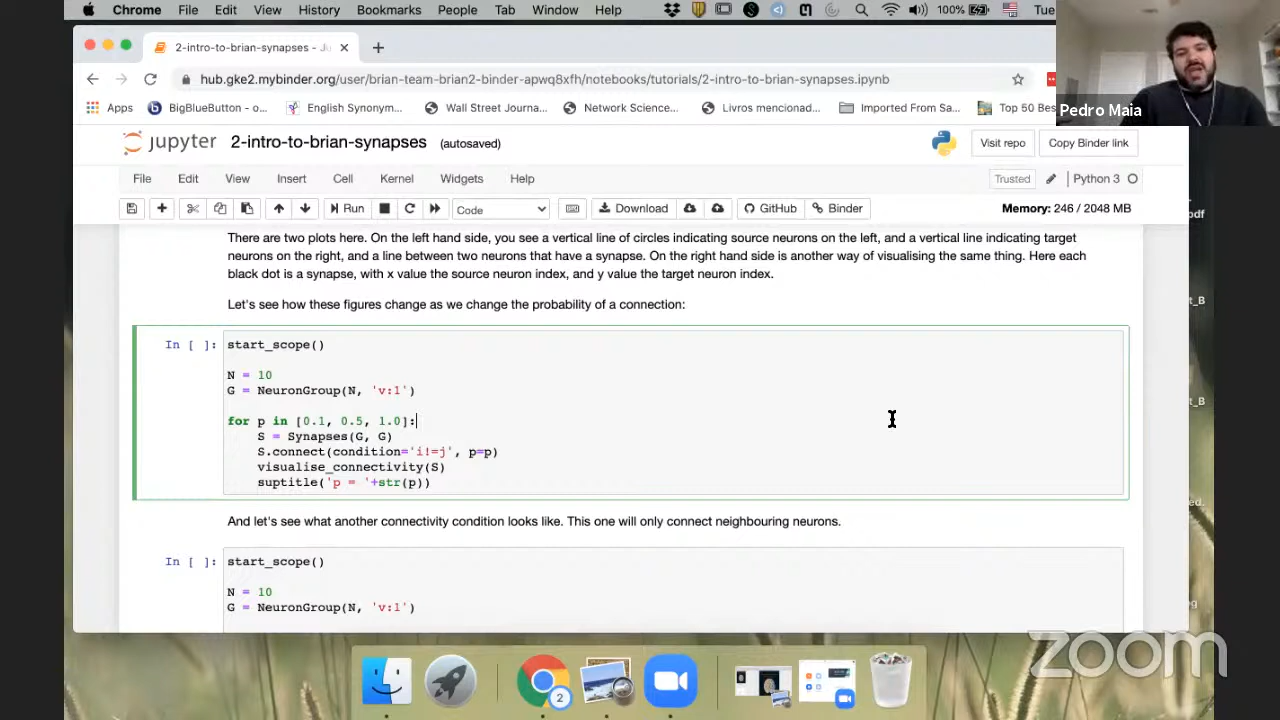 Chrome File Edit View History Bookmarks People Tab Window Help 100% Tue
2-intro-to-brian-synapses - Ju
hub.gke2.mybinder.org/user/brian-team-brian2-binder-apwq8xfh/notebooks/tutorials/2-intro-to-brian-synapses.ipynb
Pedro Maia
Apps BigBlueButton - o... English Synonym... Wall Street Journa... Network Science... Livros mencionad... Imported From Sa... Top 50 Bes
jupyter 2-intro-to-brian-synapses (autosaved) Visit repo Copy Binder link
File Edit View Insert Cell Kernel Widgets Help Trusted Python 3
Run Code Download GitHub Binder Memory: 246 / 2048 MB
pdf
There are two plots here. On the left hand side, you see a vertical line of circles indicating source neurons on the left, and a vertical line indicating target
neurons on the right, and a line between two neurons that have a synapse. On the right hand side is another way of visualising the same thing. Here each
black dot is a synapse, with x value the source neuron index, and y value the target neuron index.
t_B
Let's see how these figures change as we change the probability of a connection:
In [ ]: start_scope()
N = 10
G = NeuronGroup(N, 'v:1')
t_B
for p in [0.1, 0.5, 1.0]:
S = Synapses(G, G)
S.connect(condition='i!=j', p=p)
visualise_connectivity(S)
suptitle('p = '+str(p))
ed.
And let's see what another connectivity condition looks like. This one will only connect neighbouring neurons.
In [ ]: start_scope()
N = 10
G = NeuronGroup(N, 'v:1')
ng
zoom
2